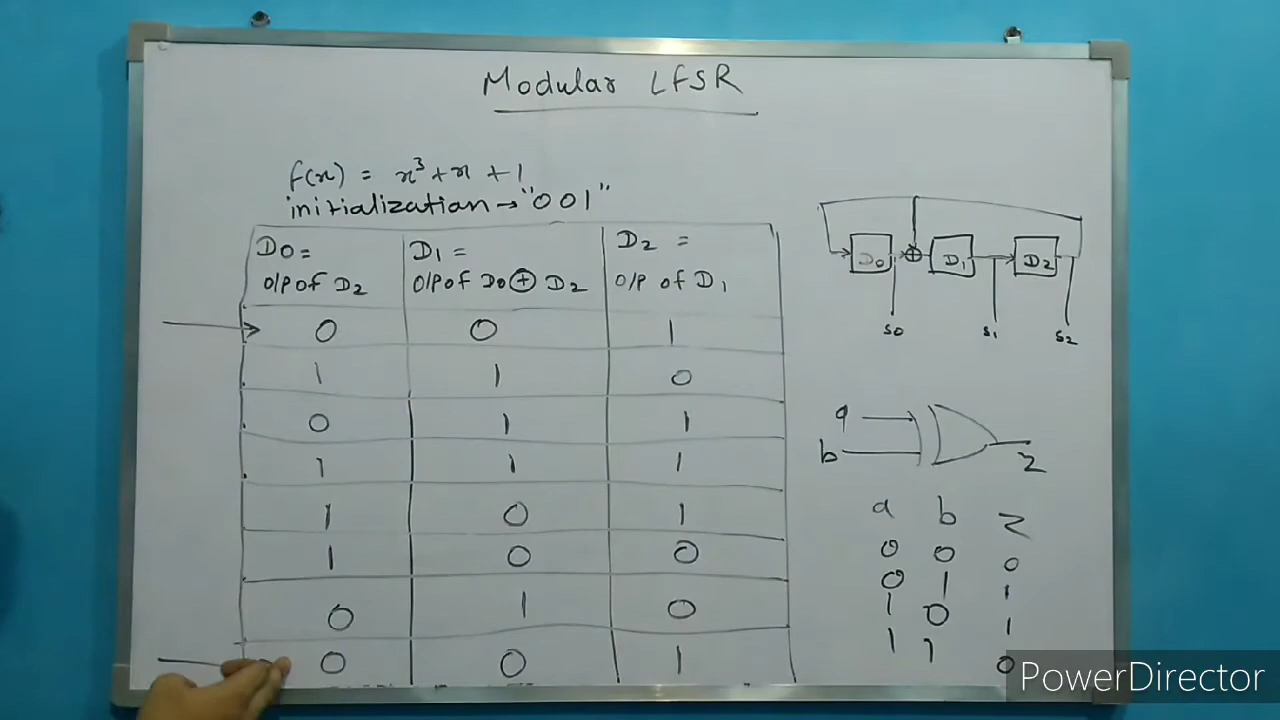 Modular LFSR
f(x) = x³ + x + 1
initialization → "001"
D0 = D1 = D2 =
O/P of D2 O/P of D0 ⊕ D2 O/P of D1
0 0 1
1 1 0
0 1 1
1 1 1
1 0 1
1 0 0
0 1 0
0 0 1
D0 ⊕ D1 D2
S0 S1 S2
a
b
Z
a b Z
0 0 0
0 1 1
1 0 1
1 1 0
PowerDirector